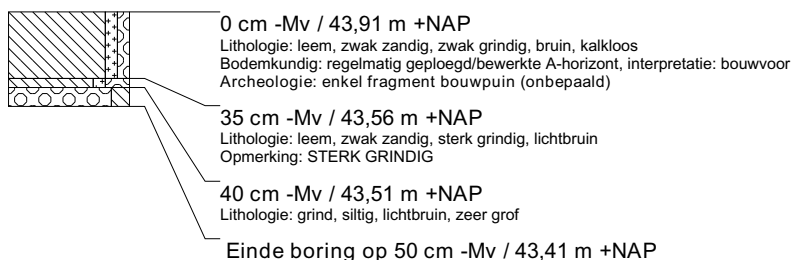 0 cm -Mv / 43,91 m +NAP
Lithologie: leem, zwak zandig, zwak grindig, bruin, kalkloos
Bodemkundig: regelmatig geploegd/bewerkte A-horizont, interpretatie: bouwvoor
Archeologie: enkel fragment bouwpuin (onbepaald)
35 cm -Mv / 43,56 m +NAP
Lithologie: leem, zwak zandig, sterk grindig, lichtbruin
Opmerking: STERK GRINDIG
40 cm -Mv / 43,51 m +NAP
Lithologie: grind, siltig, lichtbruin, zeer grof
Einde boring op 50 cm -Mv / 43,41 m +NAP